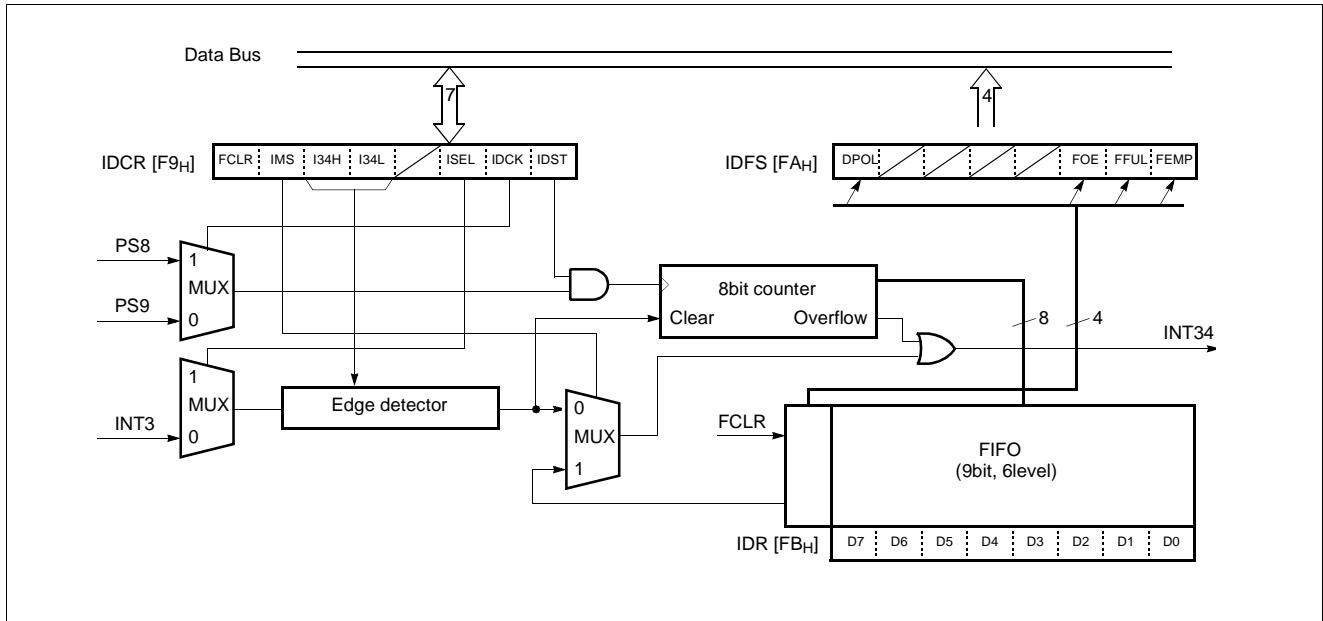 Data Bus
7
4
IDCR [F9H]
FCLR IMS I34H I34L ISEL IDCK IDST
IDFS [FAH]
DPOL FOE FFUL FEMP
PS8
1
MUX
PS9
0
8bit counter
Clear Overflow
8
4
INT34
1
MUX
INT3
0
Edge detector
0
MUX
1
FCLR
FIFO
(9bit, 6level)
IDR [FBH]
D7 D6 D5 D4 D3 D2 D1 D0